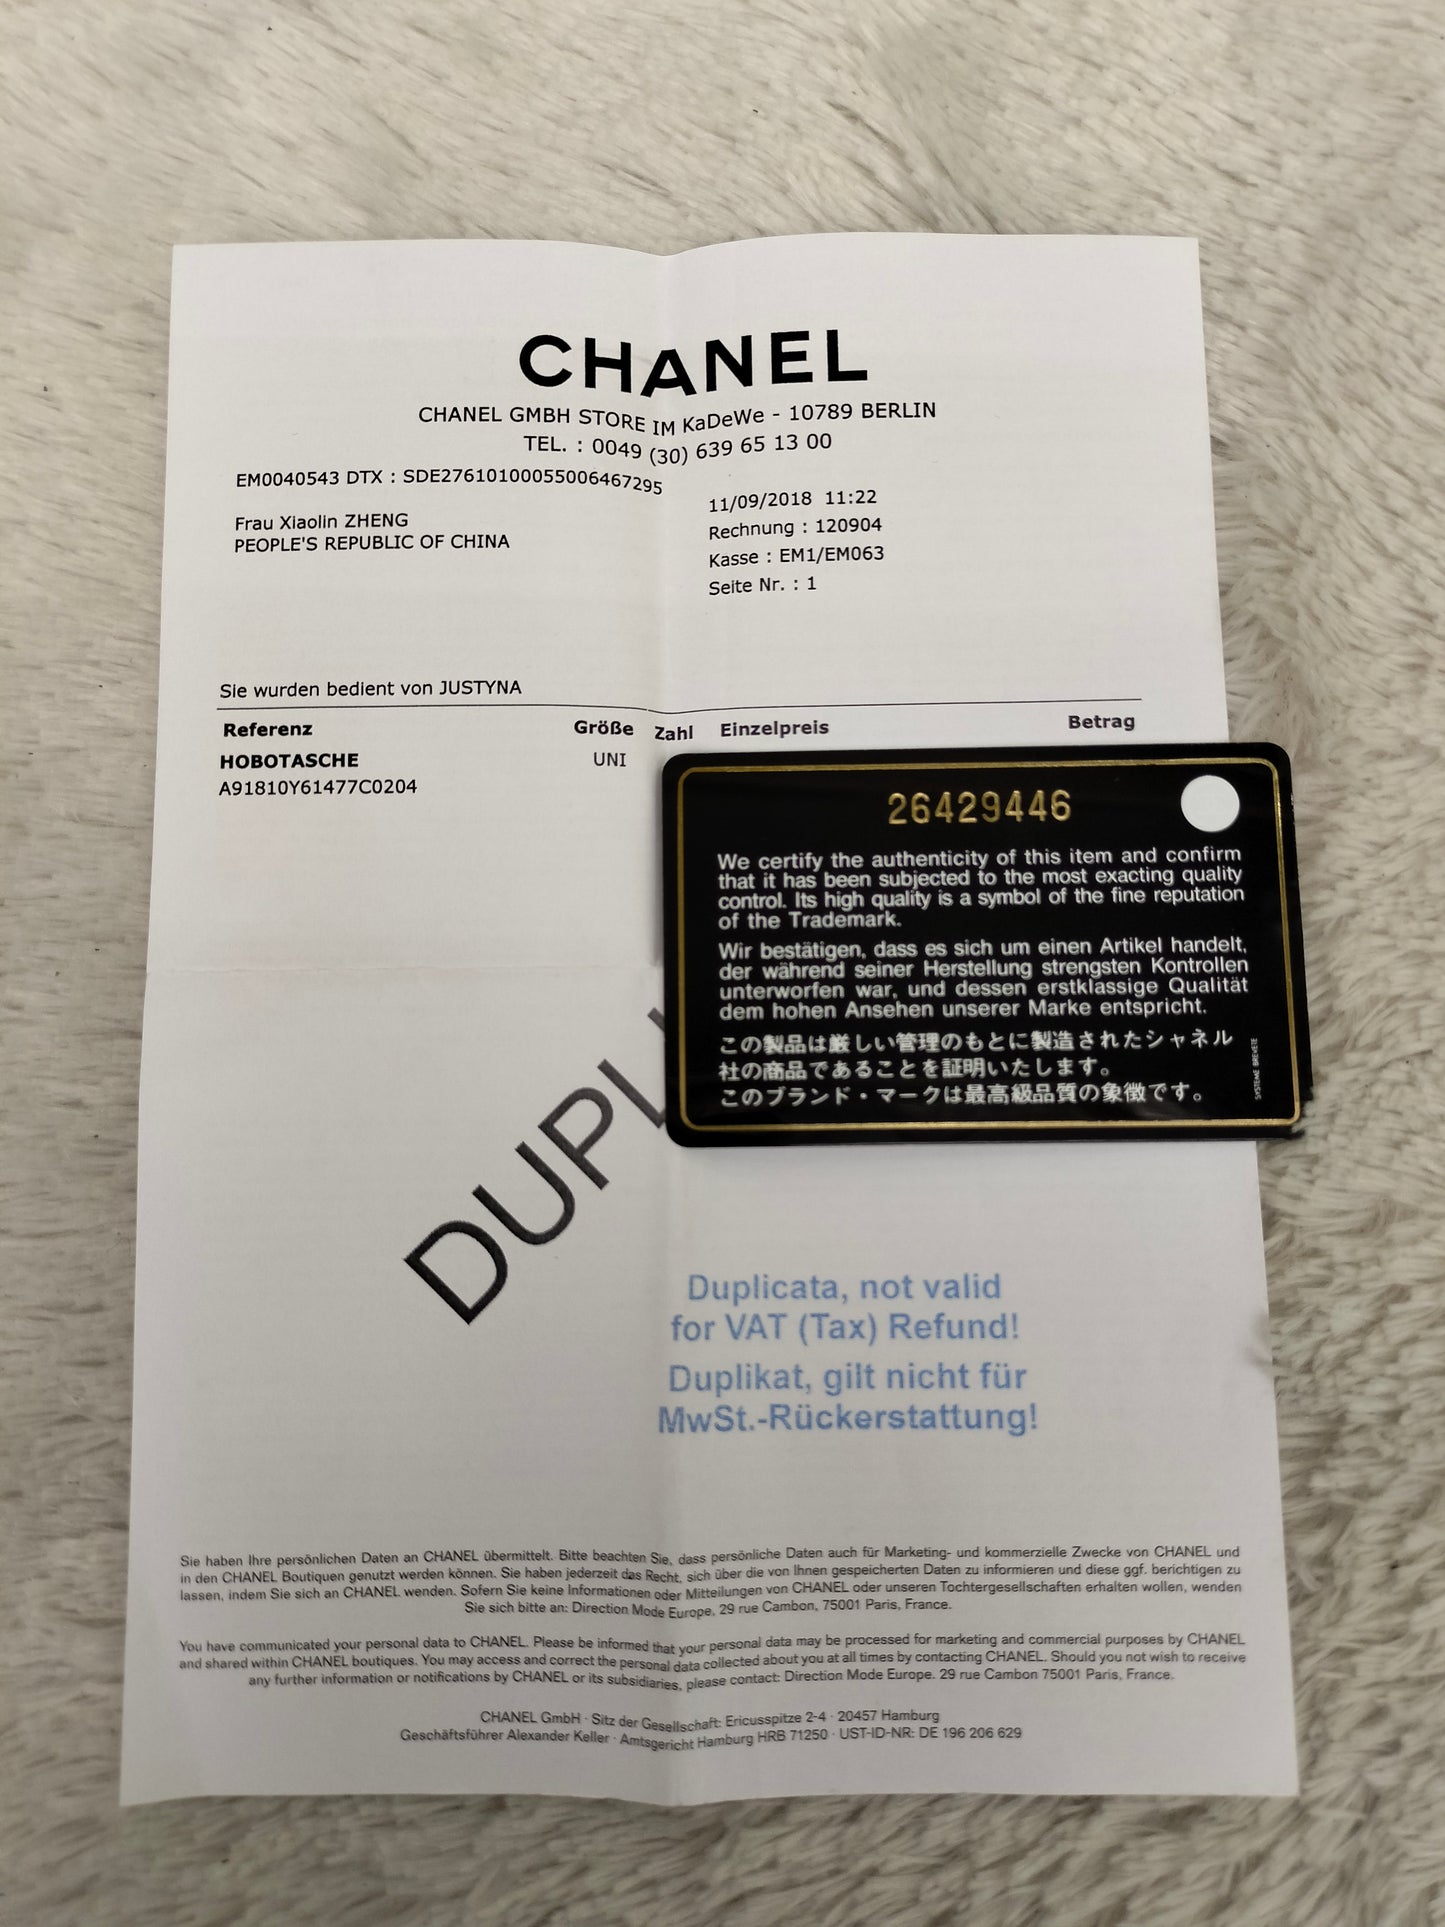 CHANEL
CHANEL GMBH STORE IM KaDeWe - 10789 BERLIN
TEL. : 0049 (30) 639 65 13 00
EM0040543 DTX : SDE27610100055006467295
Frau Xiaolin ZHENG
PEOPLE'S REPUBLIC OF CHINA
11/09/2018 11:22
Rechnung : 120904
Kasse : EM1/EM063
Seite Nr. : 1
Sie wurden bedient von JUSTYNA
Referenz Größe Zahl Einzelpreis Betrag
HOBOTASCHE UNI
A91810Y61477C0204
26429446
We certify the authenticity of this item and confirm
that it has been subjected to the most exacting quality
control. Its high quality is a symbol of the fine reputation
of the Trademark.
Wir bestätigen, dass es sich um einen Artikel handelt,
der während seiner Herstellung strengsten Kontrollen
unterworfen war, und dessen erstklassige Qualität
dem hohen Ansehen unserer Marke entspricht.
この製品は厳しい管理のもとに製造されたシャネル
社の商品であることを証明いたします。
このブランド・マークは最高級品質の象徴です。
SYSTEME BREVETE
DUPL
Duplicata, not valid
for VAT (Tax) Refund!
Duplikat, gilt nicht für
MwSt.-Rückerstattung!
Sie haben Ihre persönlichen Daten an CHANEL übermittelt. Bitte beachten Sie, dass persönliche Daten auch für Marketing- und kommerzielle Zwecke von CHANEL und
in den CHANEL Boutiquen genutzt werden können. Sie haben jederzeit das Recht, sich über die von Ihnen gespeicherten Daten zu informieren und diese ggf. berichtigen zu
lassen, indem Sie sich an CHANEL wenden. Sofern Sie keine Informationen oder Mitteilungen von CHANEL oder unseren Tochtergesellschaften erhalten wollen, wenden
Sie sich bitte an: Direction Mode Europe, 29 rue Cambon, 75001 Paris, France.
You have communicated your personal data to CHANEL. Please be informed that your personal data may be processed for marketing and commercial purposes by CHANEL
and shared within CHANEL boutiques. You may access and correct the personal data collected about you at all times by contacting CHANEL. Should you not wish to receive
any further information or notifications by CHANEL or its subsidiaries, please contact: Direction Mode Europe. 29 rue Cambon 75001 Paris, France.
CHANEL GmbH · Sitz der Gesellschaft: Ericusspitze 2-4 · 20457 Hamburg
Geschäftsführer Alexander Keller · Amtsgericht Hamburg HRB 71250 · UST-ID-NR: DE 196 206 629